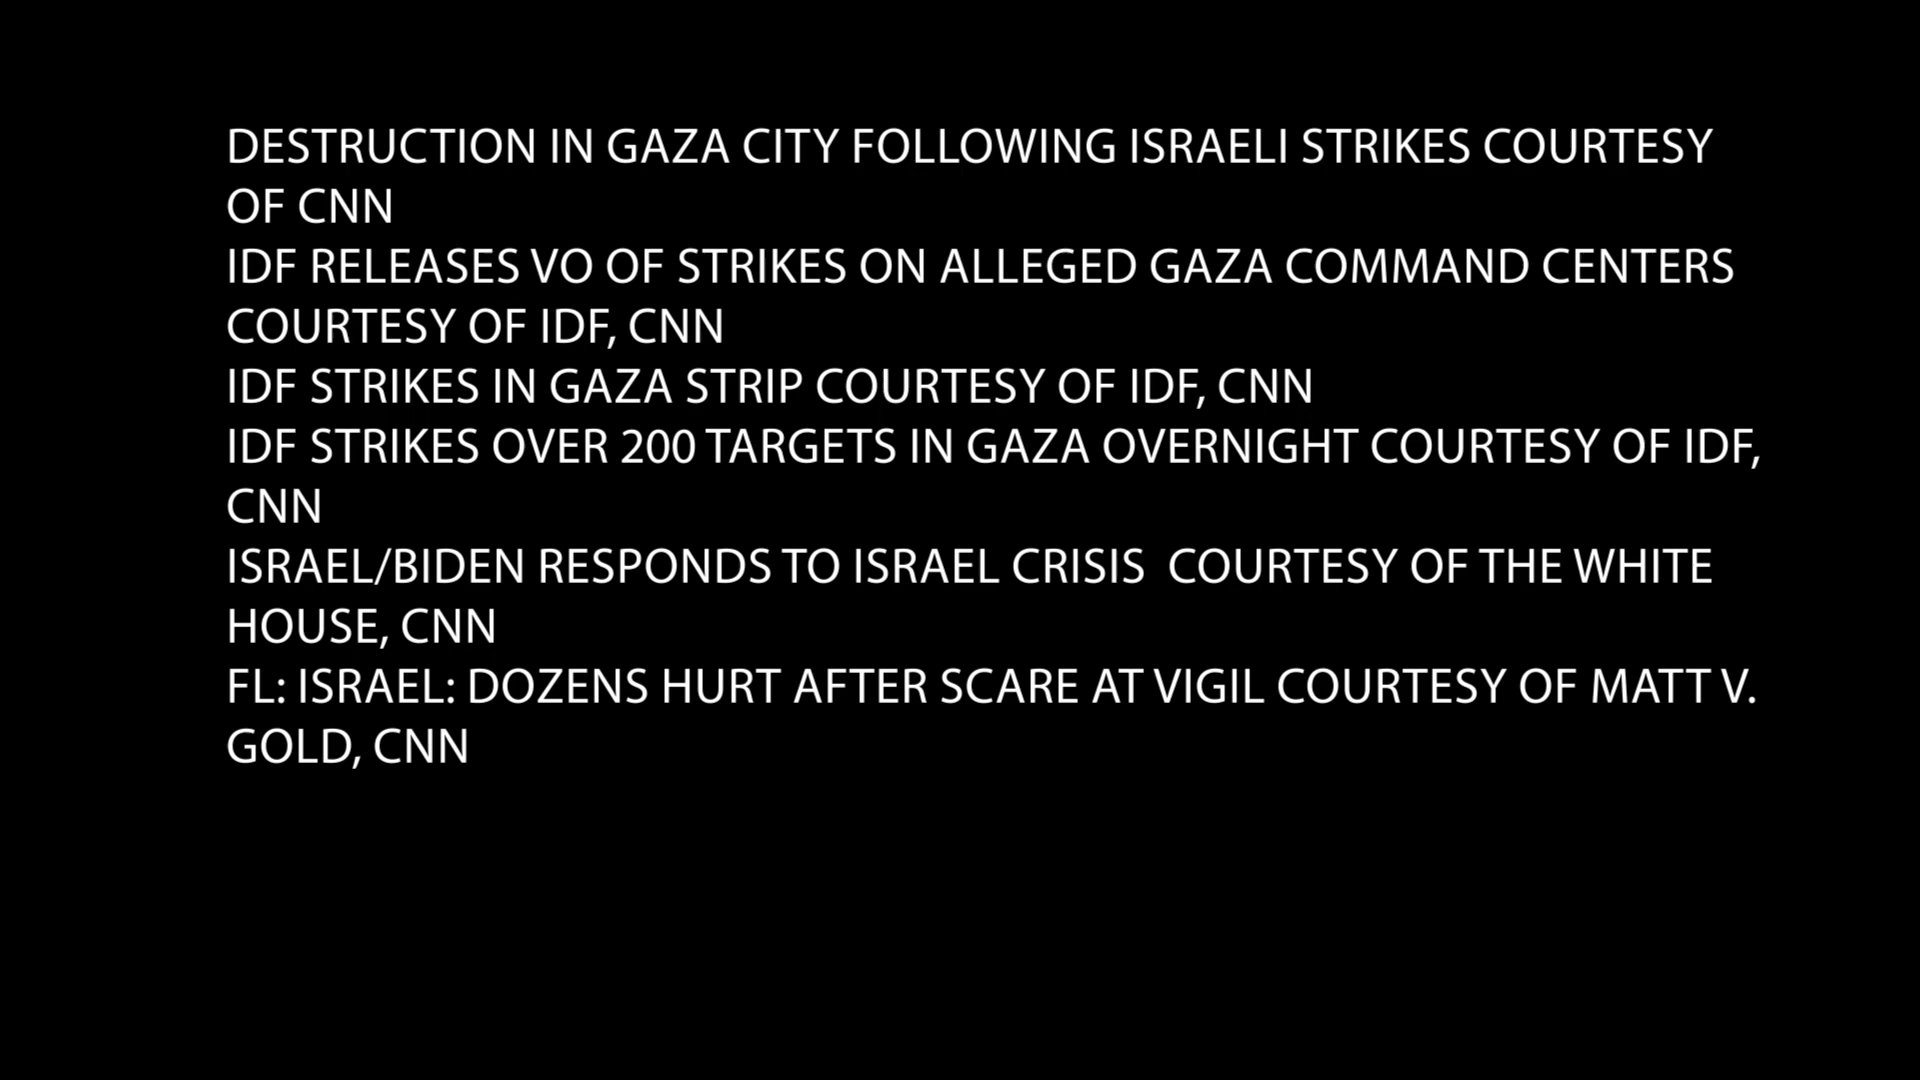 DESTRUCTION IN GAZA CITY FOLLOWING ISRAELI STRIKES COURTESY
OF CNN
IDF RELEASES VO OF STRIKES ON ALLEGED GAZA COMMAND CENTERS
COURTESY OF IDF, CNN
IDF STRIKES IN GAZA STRIP COURTESY OF IDF, CNN
IDF STRIKES OVER 200 TARGETS IN GAZA OVERNIGHT COURTESY OF IDF,
CNN
ISRAEL/BIDEN RESPONDS TO ISRAEL CRISIS  COURTESY OF THE WHITE
HOUSE, CNN
FL: ISRAEL: DOZENS HURT AFTER SCARE AT VIGIL COURTESY OF MATT V.
GOLD, CNN